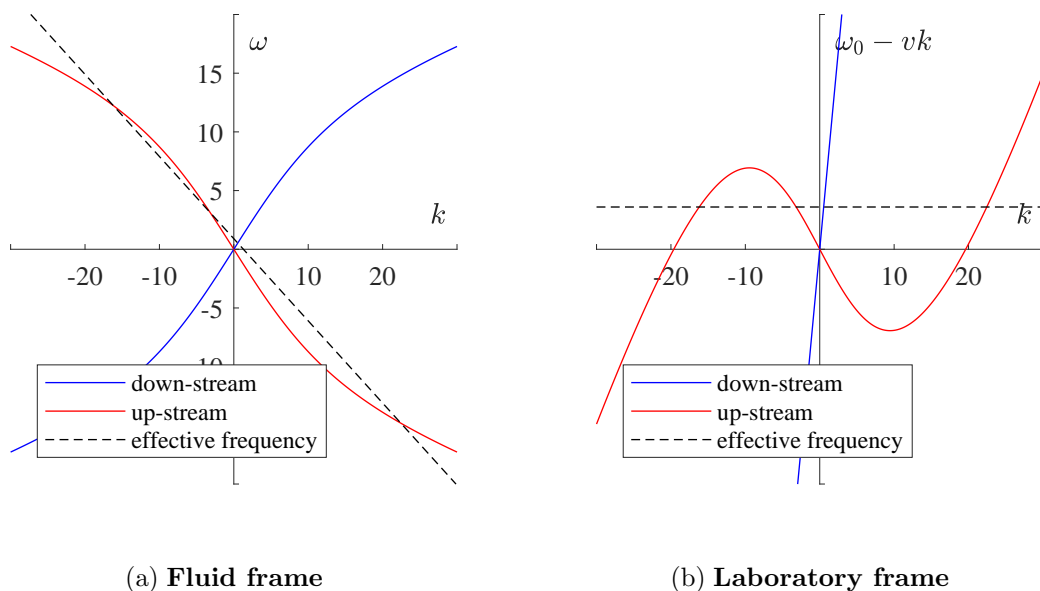 ω
ω₀ − vk
15
10
5
k
k
-20
-10
10
20
-20
-10
10
20
-5
down-stream
up-stream
effective frequency
down-stream
up-stream
effective frequency
(a) Fluid frame
(b) Laboratory frame